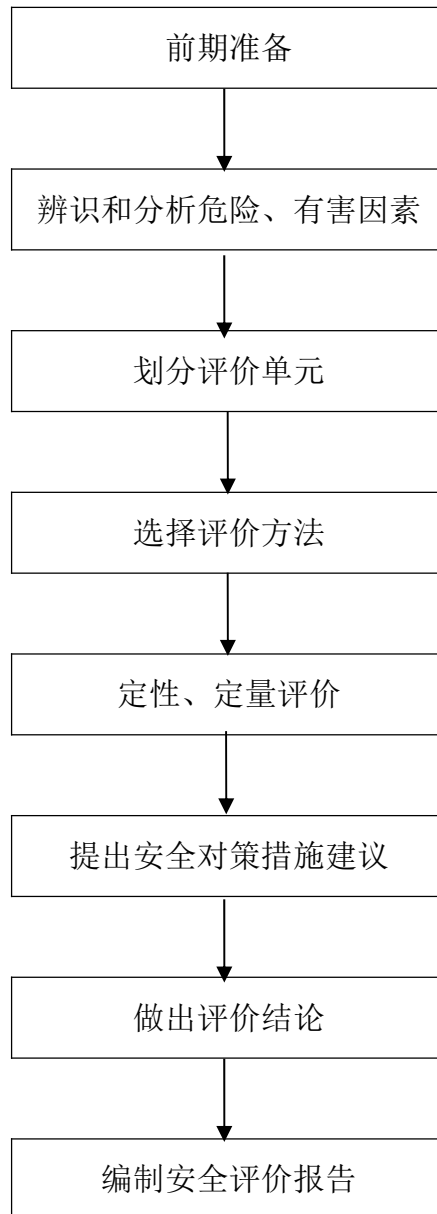 前期准备
辨识和分析危险、有害因素
划分评价单元
选择评价方法
定性、定量评价
提出安全对策措施建议
做出评价结论
编制安全评价报告